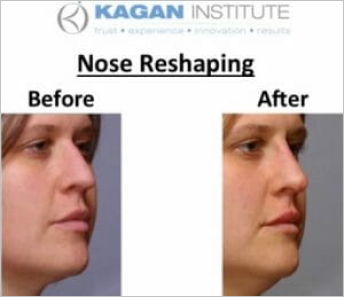 KAGAN INSTITUTE
trust • experience • innovation • results
Nose Reshaping
Before After